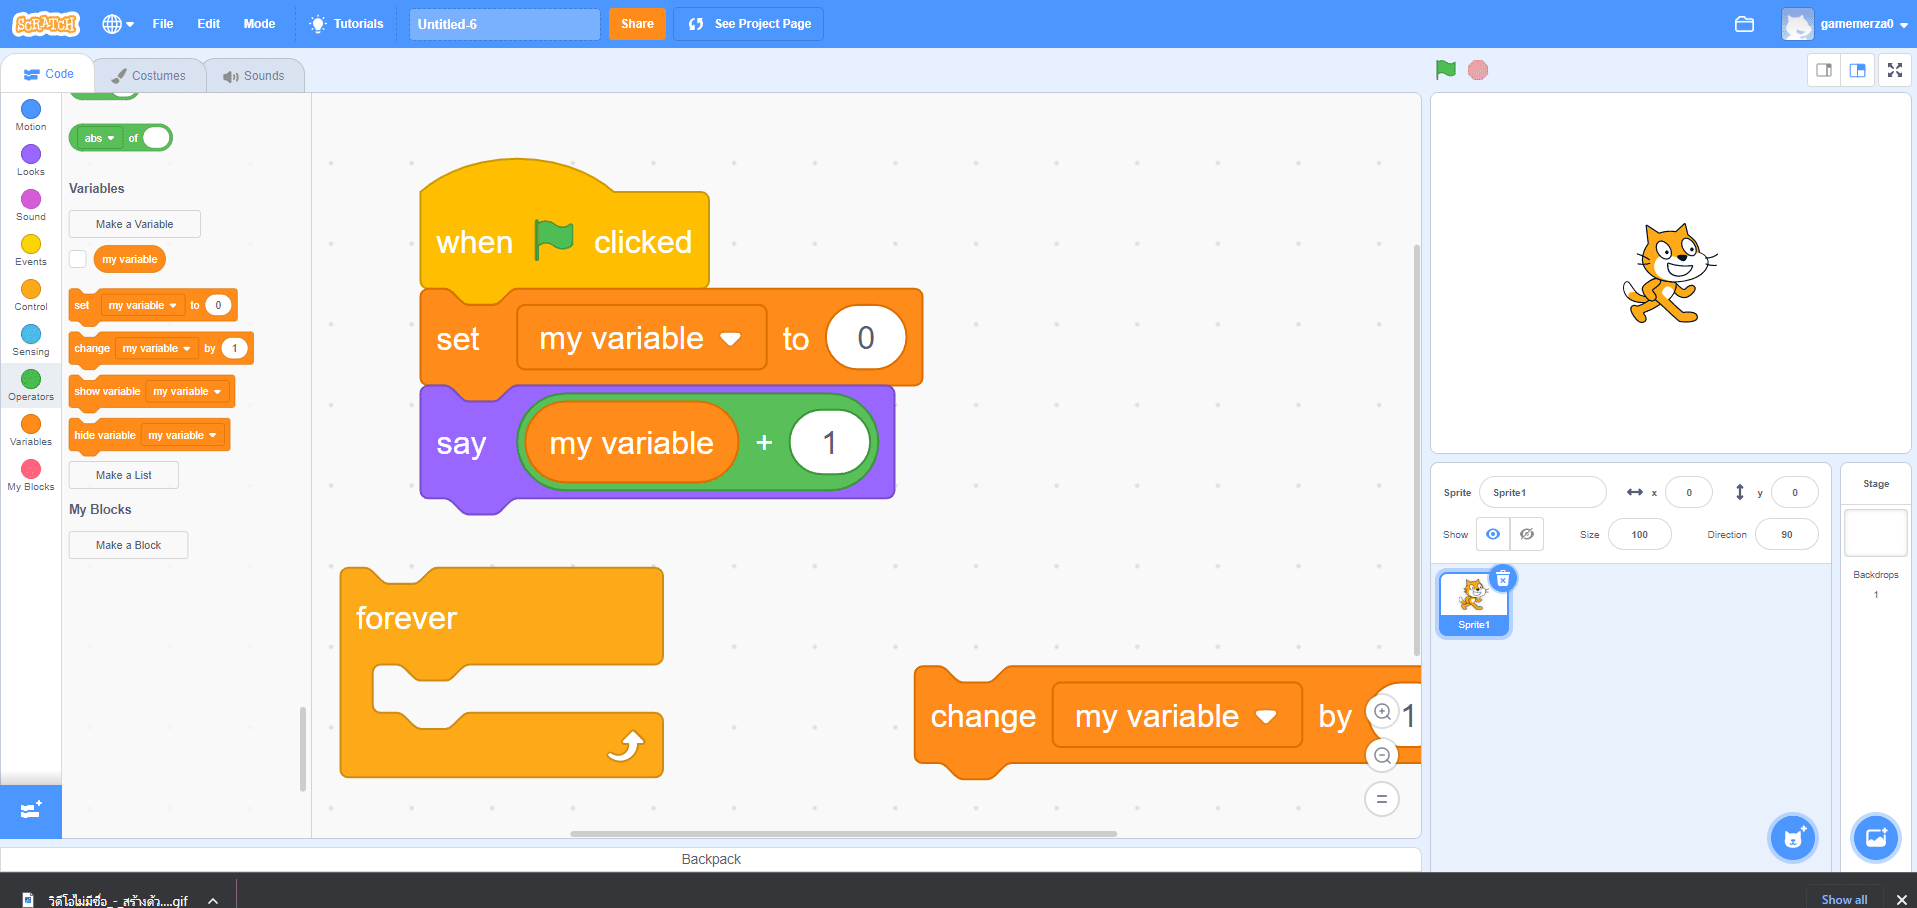 SCRATCH File Edit Mode Tutorials Untitled-6 Share See Project Page gamemerza0
Code Costumes Sounds
Motion
Looks
Sound
Events
Control
Sensing
Operators
Variables
My Blocks
abs of
Variables
Make a Variable
my variable
set my variable to 0
change my variable by 1
show variable my variable
hide variable my variable
Make a List
My Blocks
Make a Block
when clicked
set my variable to 0
say my variable + 1
forever
change my variable by 1
Sprite Sprite1 x 0 y 0
Show Size 100 Direction 90
Sprite1
Stage
Backdrops
1
Backpack
วิดีโอไม่มีชื่อ_-_สร้างด้ว....gif
Show all